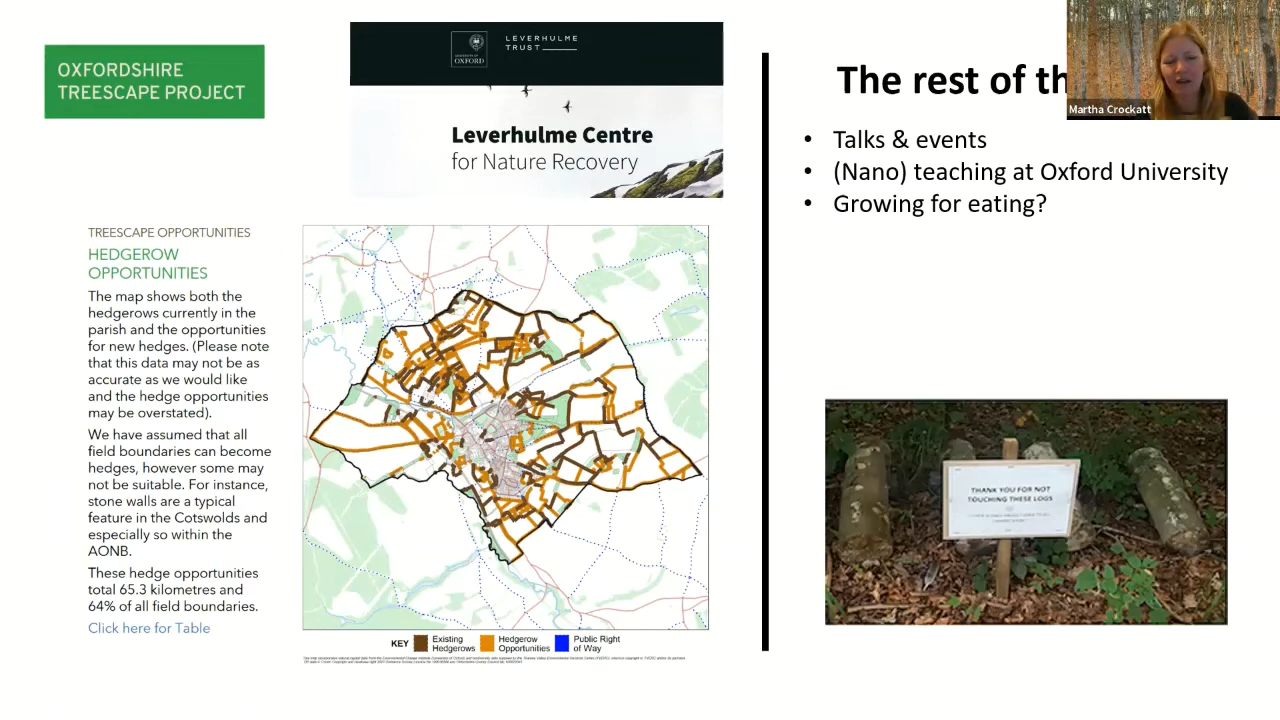 OXFORDSHIRE
TREESCAPE PROJECT
UNIVERSITY OF
OXFORD
LEVERHULME
TRUST
Leverhulme Centre
for Nature Recovery
TREESCAPE OPPORTUNITIES
HEDGEROW
OPPORTUNITIES
The map shows both the
hedgerows currently in the
parish and the opportunities
for new hedges. (Please note
that this data may not be as
accurate as we would like
and the hedge opportunities
may be overstated).
We have assumed that all
field boundaries can become
hedges, however some may
not be suitable. For instance,
stone walls are a typical
feature in the Cotswolds and
especially so within the
AONB.
These hedge opportunities
total 65.3 kilometres and
64% of all field boundaries.
Click here for Table
KEY
Existing
Hedgerows
Hedgerow
Opportunities
Public Right
of Way
The rest of th
Martha Crockatt
• Talks & events
• (Nano) teaching at Oxford University
• Growing for eating?
THANK YOU FOR NOT
TOUCHING THESE LOGS